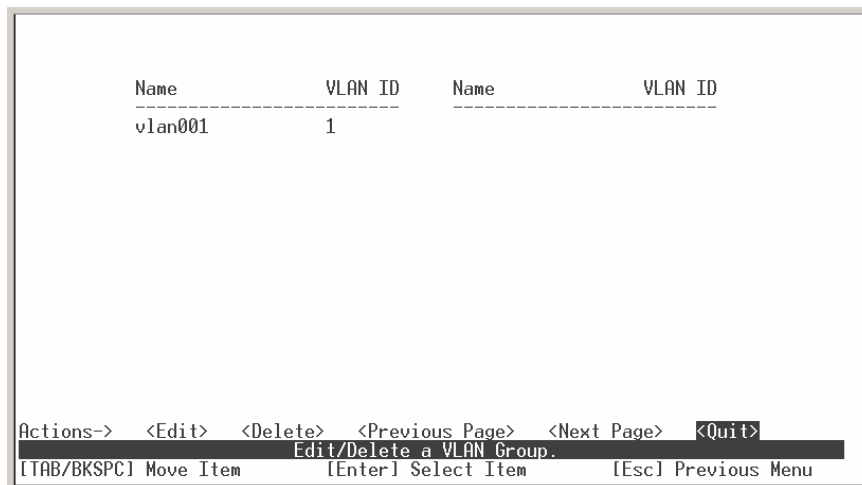 Name VLAN ID Name VLAN ID
------------------------- -------------------------
vlan001 1
Actions-> <Edit> <Delete> <Previous Page> <Next Page> <Quit>
Edit/Delete a VLAN Group.
[TAB/BKSPC] Move Item [Enter] Select Item [Esc] Previous Menu